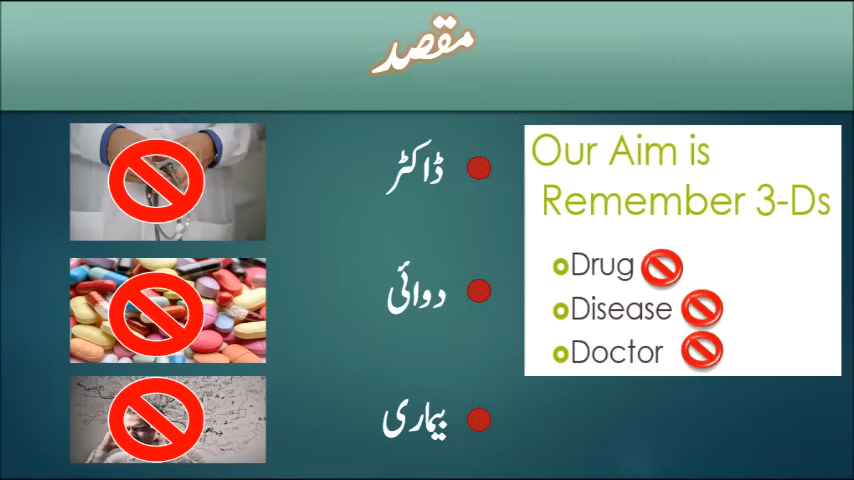 مقصد
ڈاکٹر
دوائی
بیماری
Our Aim is
Remember 3-Ds
Drug
Disease
Doctor